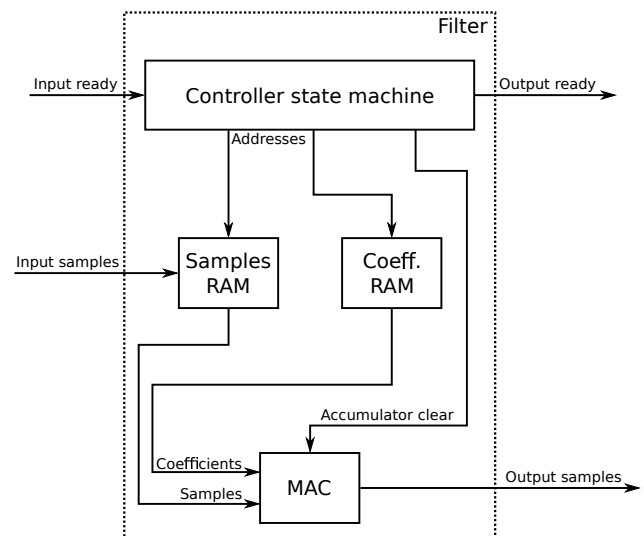 Filter
Input ready
Controller state machine
Output ready
Addresses
Input samples
Samples
RAM
Coeff.
RAM
Accumulator clear
Coefficients
Samples
MAC
Output samples